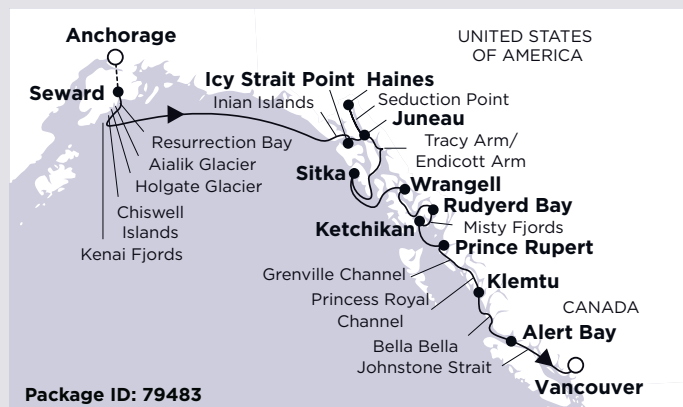 Anchorage
UNITED STATES
OF AMERICA
Seward
Icy Strait Point
Haines
Inian Islands
Seduction Point
Juneau
Resurrection Bay
Tracy Arm/
Endicott Arm
Aialik Glacier
Holgate Glacier
Sitka
Wrangell
Chiswell
Islands
Rudyerd Bay
Ketchikan
Misty Fjords
Kenai Fjords
Prince Rupert
Grenville Channel
Klemtu
Princess Royal
Channel
CANADA
Alert Bay
Bella Bella
Johnstone Strait
Vancouver
Package ID: 79483